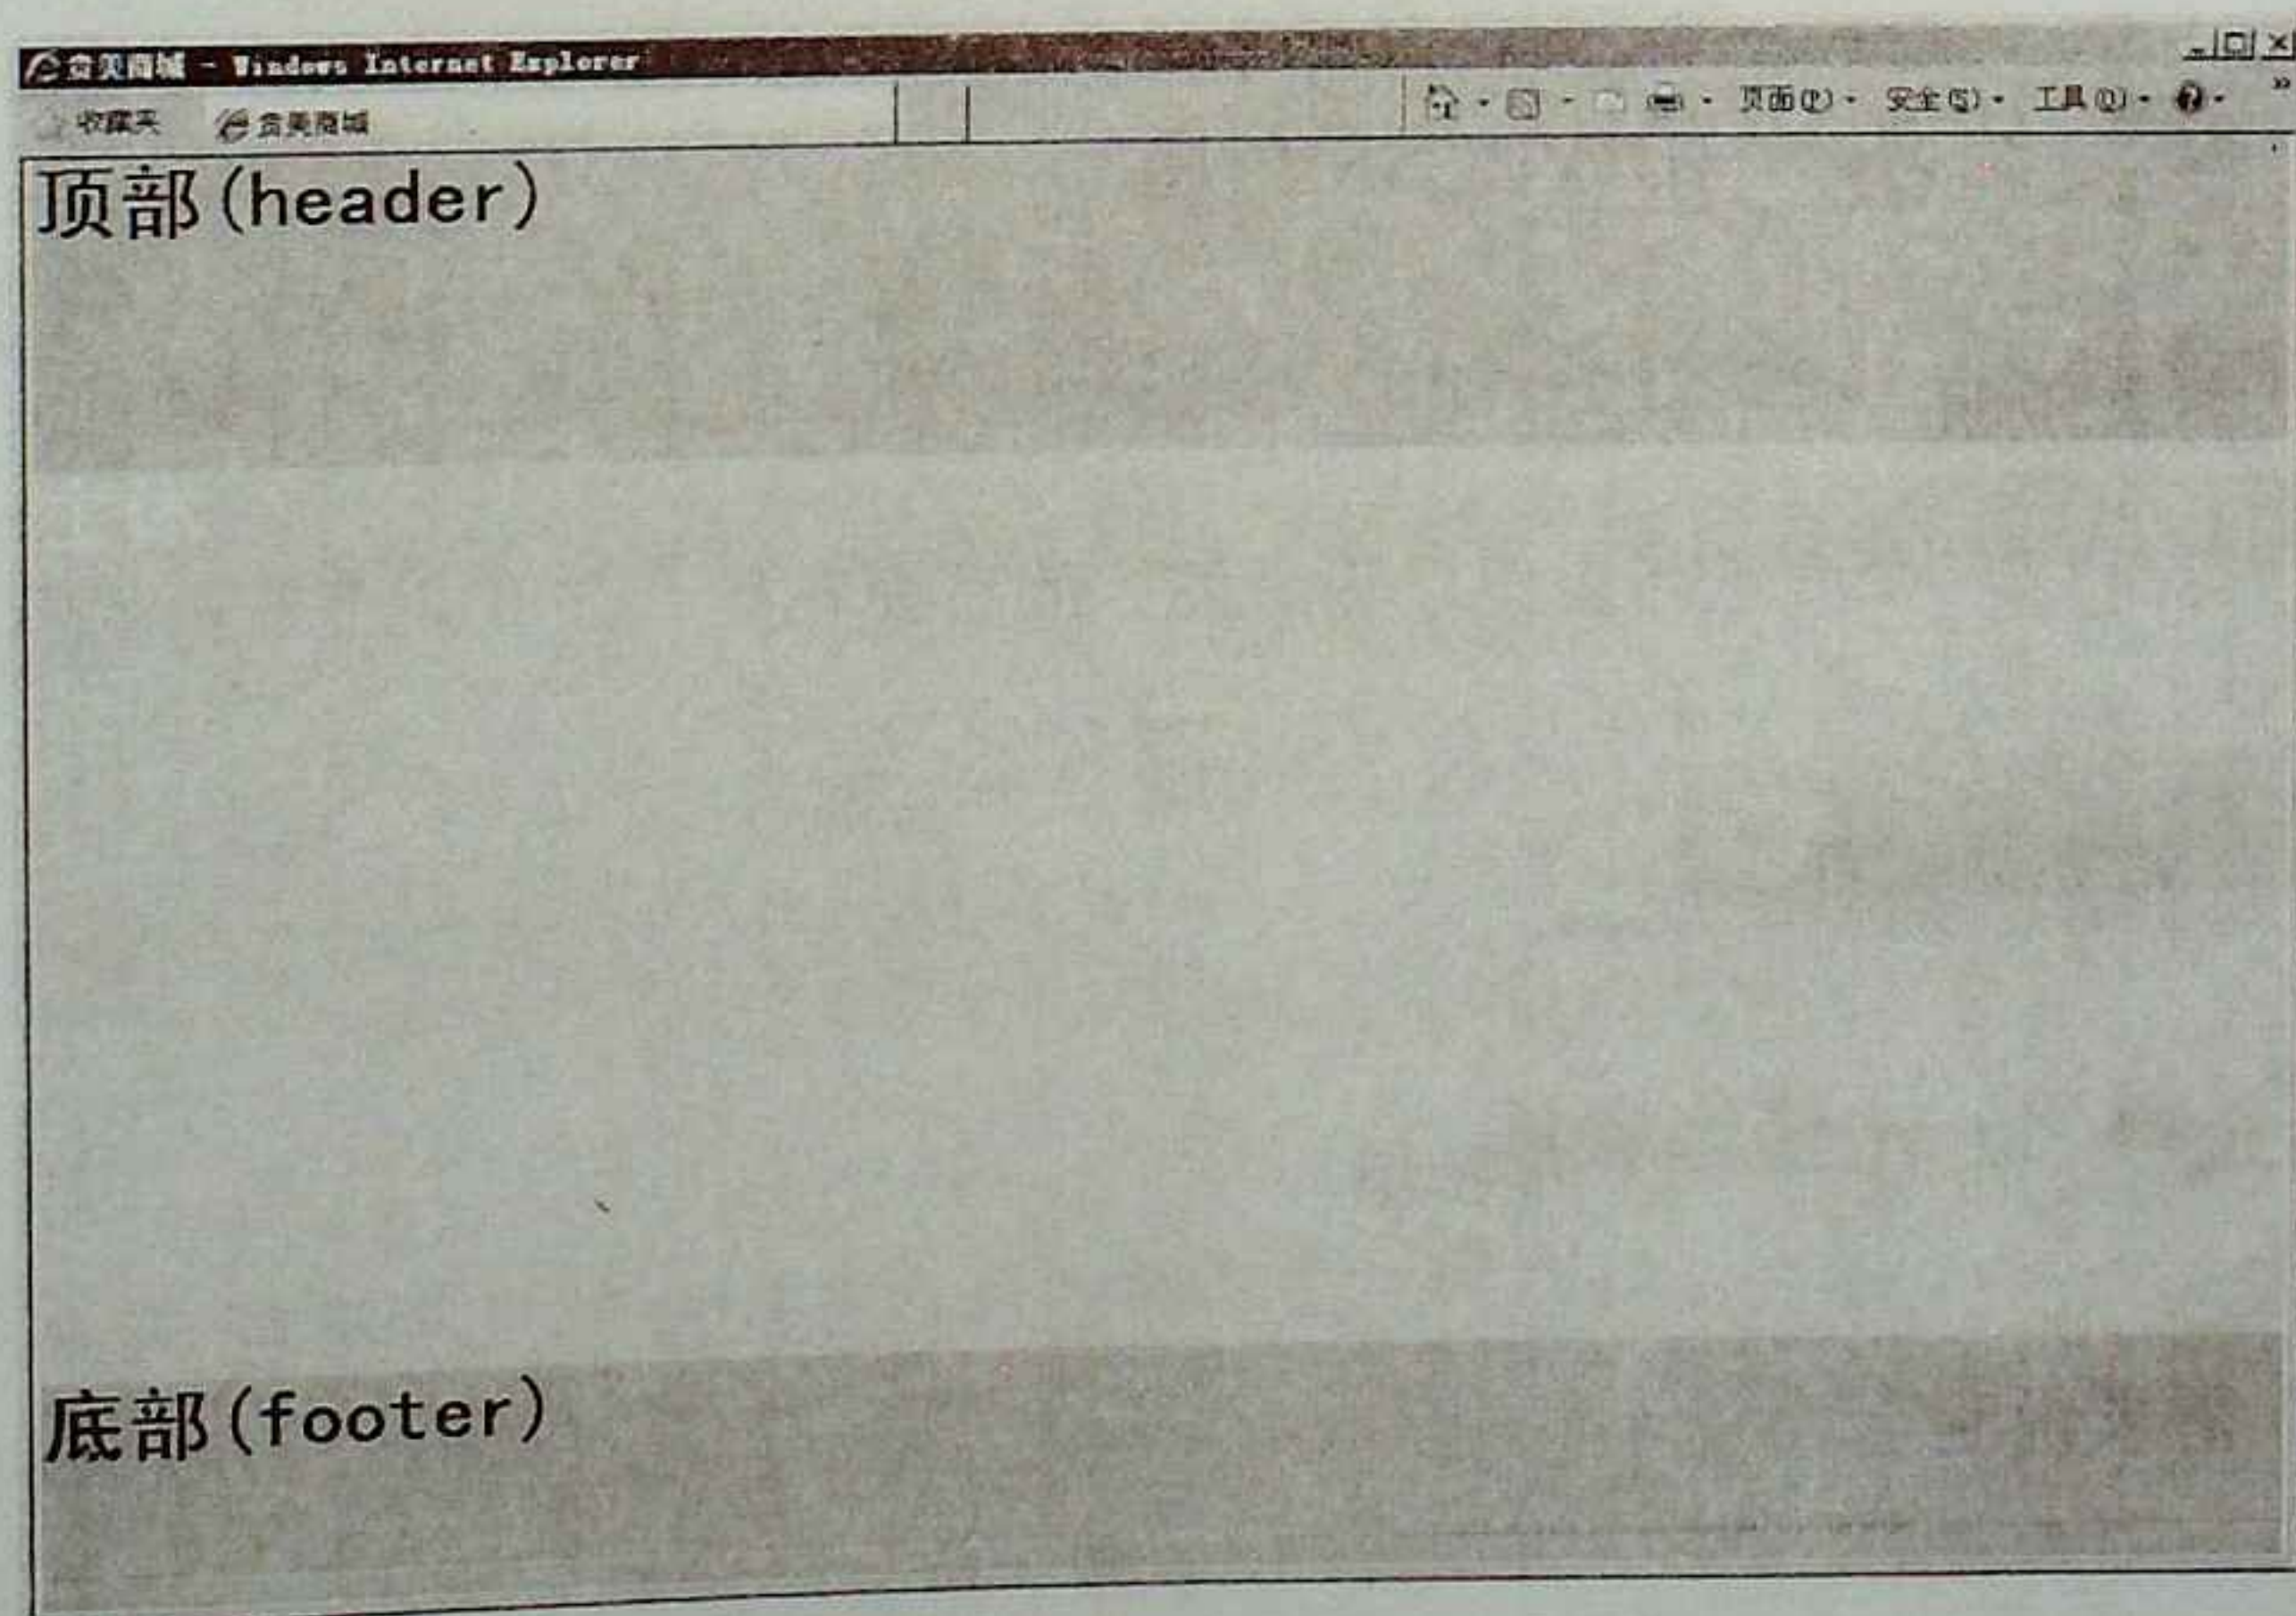 贵美商城 - Windows Internet Explorer
收藏夹 贵美商城 页面(P) 安全(S) 工具(O)
顶部(header)
底部(footer)